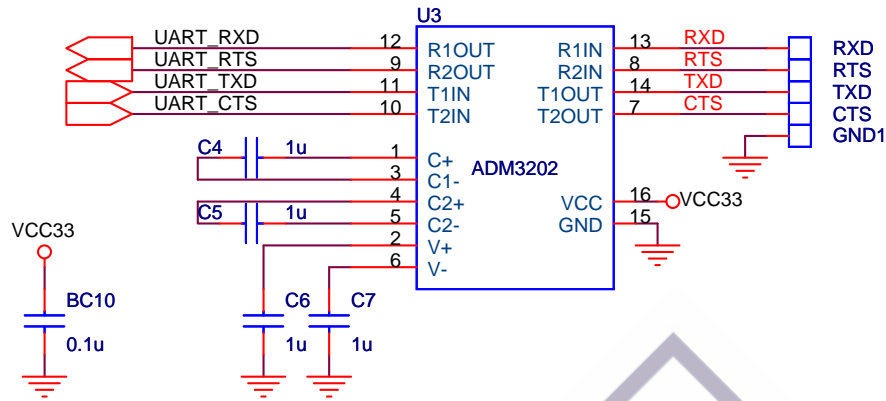 U3
UART_RXD 12 R1OUT R1IN 13 RXD RXD
UART_RTS 9 R2OUT R2IN 8 RTS RTS
UART_TXD 11 T1IN T1OUT 14 TXD TXD
UART_CTS 10 T2IN T2OUT 7 CTS CTS
GND1
C4 1u 1 C+
3 C1-
ADM3202
4 C2+ VCC 16 VCC33
C5 1u 5 C2- GND 15
2 V+
6 V-
VCC33
BC10 C6 C7
0.1u 1u 1u